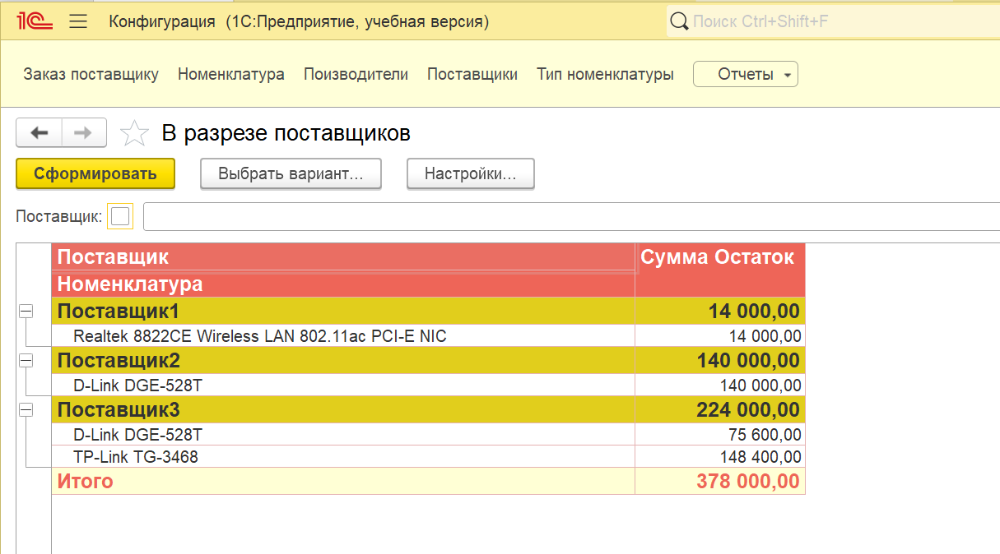 1С Конфигурация (1С:Предприятие, учебная версия) Поиск Ctrl+Shift+F
Заказ поставщику Номенклатура Поизводители Поставщики Тип номенклатуры Отчеты
В разрезе поставщиков
Сформировать Выбрать вариант... Настройки...
Поставщик:
Поставщик Сумма Остаток
Номенклатура
Поставщик1 14 000,00
Realtek 8822CE Wireless LAN 802.11ac PCI-E NIC 14 000,00
Поставщик2 140 000,00
D-Link DGE-528T 140 000,00
Поставщик3 224 000,00
D-Link DGE-528T 75 600,00
TP-Link TG-3468 148 400,00
Итого 378 000,00